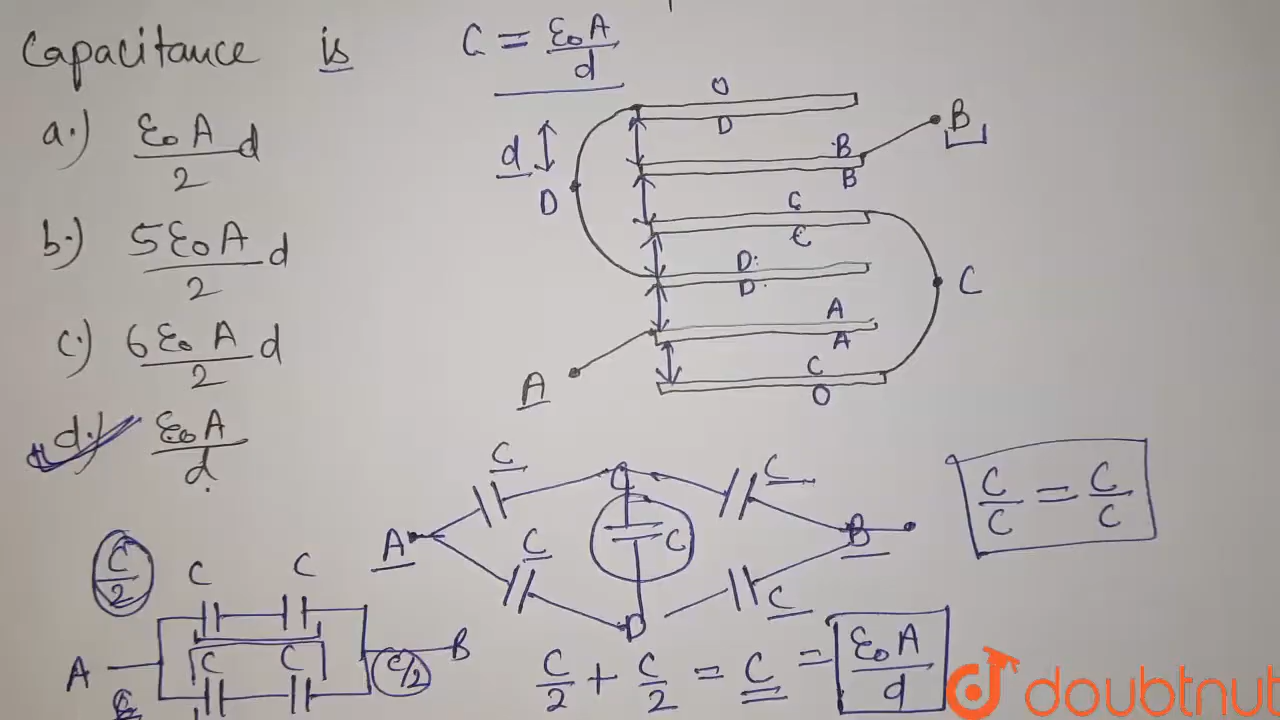 Capacitance is
C = ε₀A/d
a.) ε₀A/2 d
b.) 5ε₀A/2 d
c.) 6ε₀A/2 d
d.) ε₀A/d
O
D
d
D
B
B
B
C
C
D
D
C
A
A
A
C
O
C
C
C
A
C
C
B
C
D
C/C = C/C
C/2
C
C
A
C
C
B
C/2
C/2 + C/2 = C = ε₀A/d
doubtnut